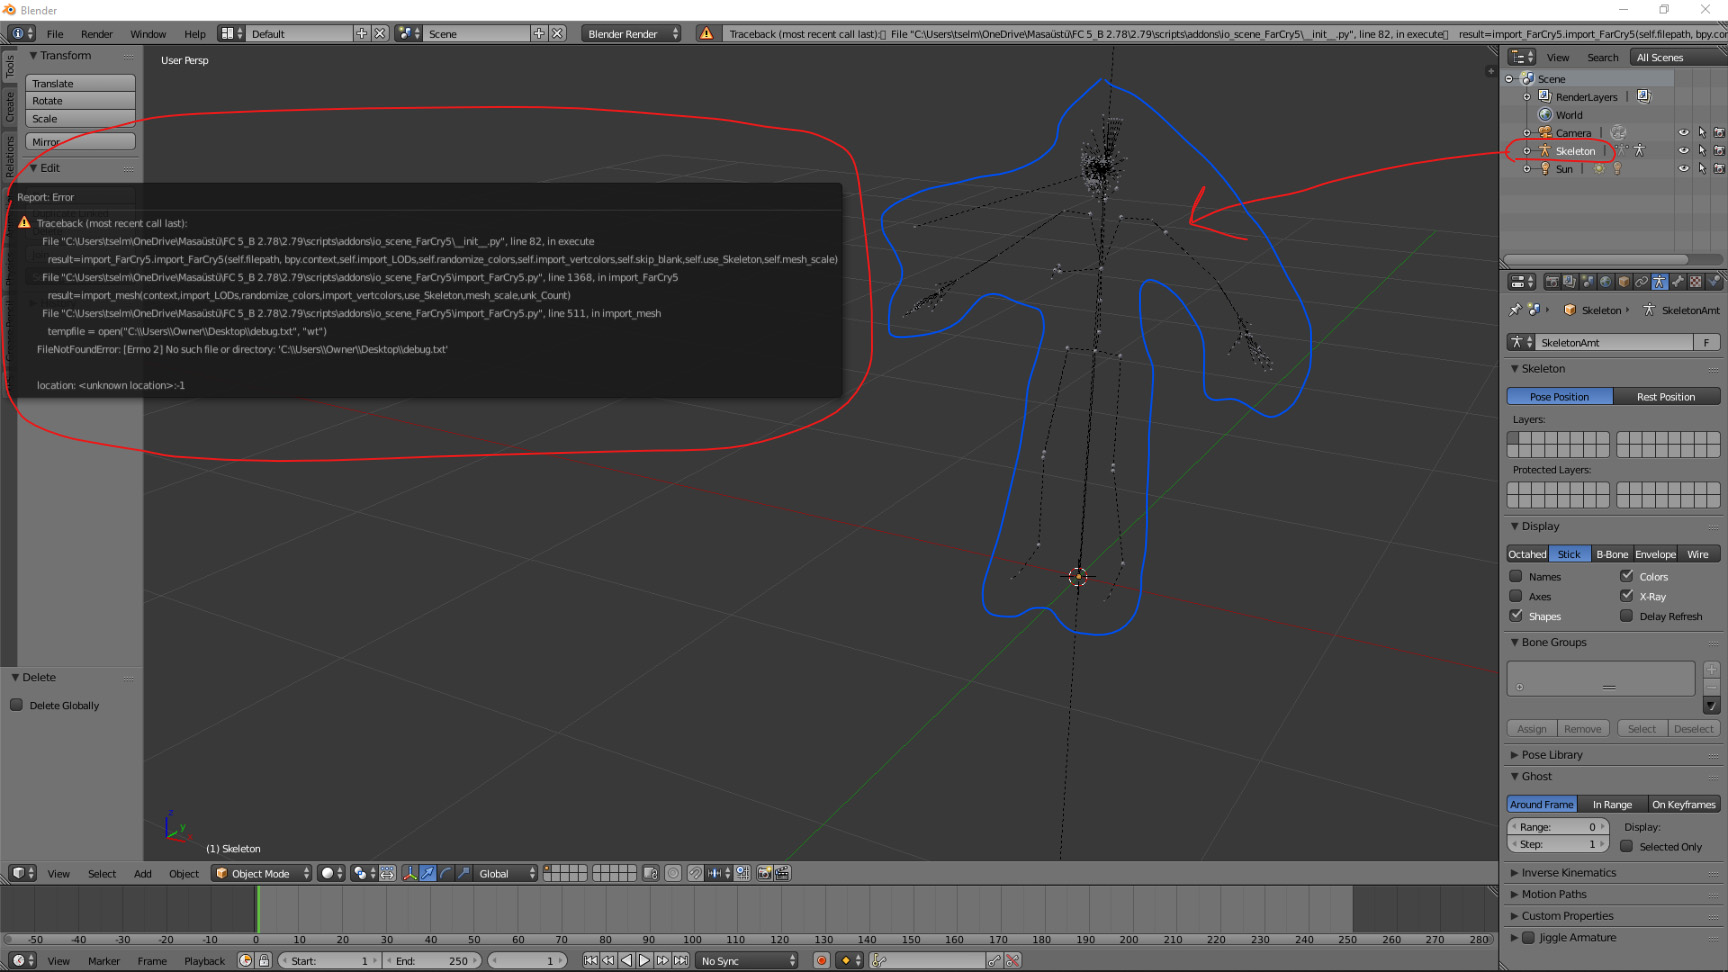 Blender
File Render Window Help Default Scene Blender Render Traceback (most recent call last): File "C:\Users\tselm\OneDrive\Masaüstü\FC 5_B 2.78\2.79\scripts\addons\io_scene_FarCry5\__init__.py", line 82, in execute result=import_FarCry5.import_FarCry5(self.filepath, bpy.con
Tools
Create
Relations
Transform
Translate
Rotate
Scale
Mirror
Edit
User Persp
Report: Error
Traceback (most recent call last):
File "C:\Users\tselm\OneDrive\Masaüstü\FC 5_B 2.78\2.79\scripts\addons\io_scene_FarCry5\__init__.py", line 82, in execute
result=import_FarCry5.import_FarCry5(self.filepath, bpy.context,self.import_LODs,self.randomize_colors,self.import_vertcolors,self.skip_blank,self.use_Skeleton,self.mesh_scale)
File "C:\Users\tselm\OneDrive\Masaüstü\FC 5_B 2.78\2.79\scripts\addons\io_scene_FarCry5\import_FarCry5.py", line 1368, in import_FarCry5
result=import_mesh(context,import_LODs,randomize_colors,import_vertcolors,use_Skeleton,mesh_scale,unk_Count)
File "C:\Users\tselm\OneDrive\Masaüstü\FC 5_B 2.78\2.79\scripts\addons\io_scene_FarCry5\import_FarCry5.py", line 511, in import_mesh
tempfile = open("C:\\Users\\Owner\\Desktop\\debug.txt", "wt")
FileNotFoundError: [Errno 2] No such file or directory: 'C:\\Users\\Owner\\Desktop\\debug.txt'
location: <unknown location>:-1
Delete
Delete Globally
z
y
x
(1) Skeleton
View Select Add Object Object Mode Global
-50 -40 -30 -20 -10 0 10 20 30 40 50 60 70 80 90 100 110 120 130 140 150 160 170 180 190 200 210 220 230 240 250 260 270 280
View Marker Frame Playback Start: 1 End: 250 1 No Sync
View Search All Scenes
Scene
RenderLayers
World
Camera
Skeleton
Sun
Skeleton SkeletonAmt
SkeletonAmt F
Skeleton
Pose Position Rest Position
Layers:
Protected Layers:
Display
Octahed Stick B-Bone Envelope Wire
Names Colors
Axes X-Ray
Shapes Delay Refresh
Bone Groups
Assign Remove Select Deselect
Pose Library
Ghost
Around Frame In Range On Keyframes
Range: 0 Display:
Step: 1 Selected Only
Inverse Kinematics
Motion Paths
Custom Properties
Jiggle Armature